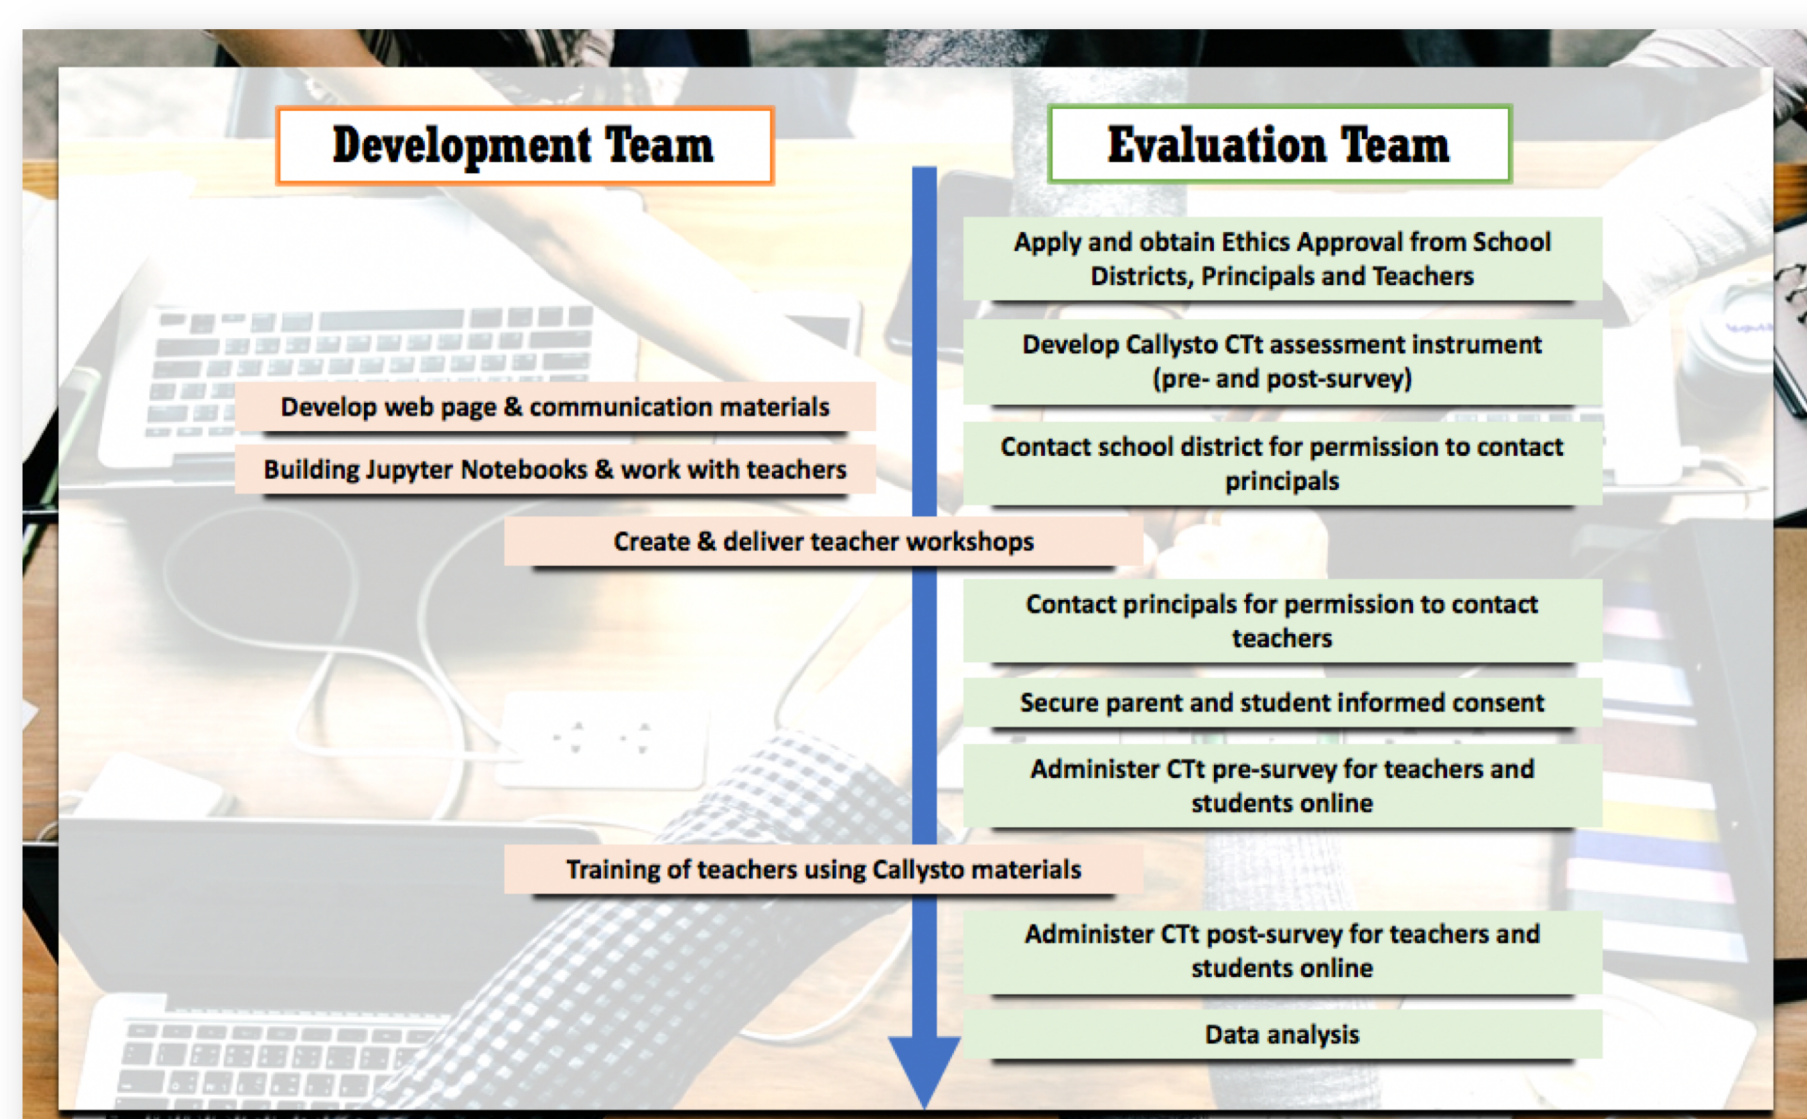 Development Team
Evaluation Team
Apply and obtain Ethics Approval from School
Districts, Principals and Teachers
Develop Callysto CTt assessment instrument
(pre- and post-survey)
Develop web page & communication materials
Contact school district for permission to contact
principals
Building Jupyter Notebooks & work with teachers
Create & deliver teacher workshops
Contact principals for permission to contact
teachers
Secure parent and student informed consent
Administer CTt pre-survey for teachers and
students online
Training of teachers using Callysto materials
Administer CTt post-survey for teachers and
students online
Data analysis